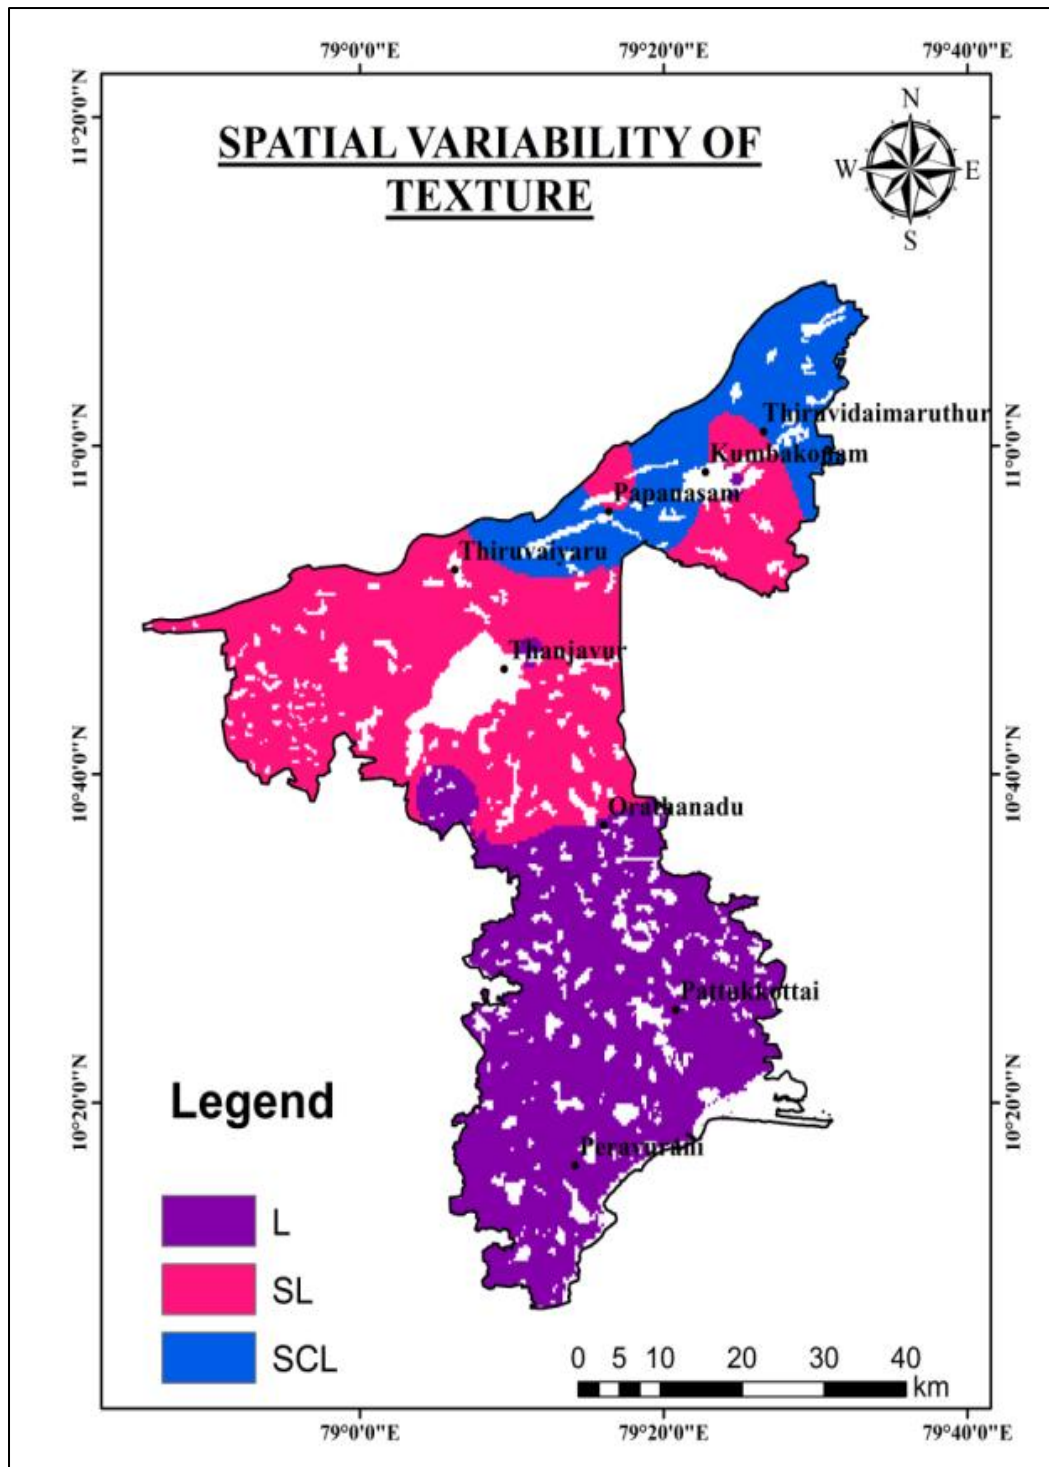 79°0'0"E 79°20'0"E 79°40'0"E
11°20'0"N 11°20'0"N
SPATIAL VARIABILITY OF
TEXTURE
N
W E
S
Thiruvidaimaruthur
11°0'0"N 11°0'0"N
Kumbakonam
Papanasam
Thiruvaiyaru
Thanjavur
10°40'0"N 10°40'0"N
Orathanadu
Pattukkottai
10°20'0"N 10°20'0"N
Legend
Peravurani
L
SL
SCL
0 5 10 20 30 40
km
79°0'0"E 79°20'0"E 79°40'0"E